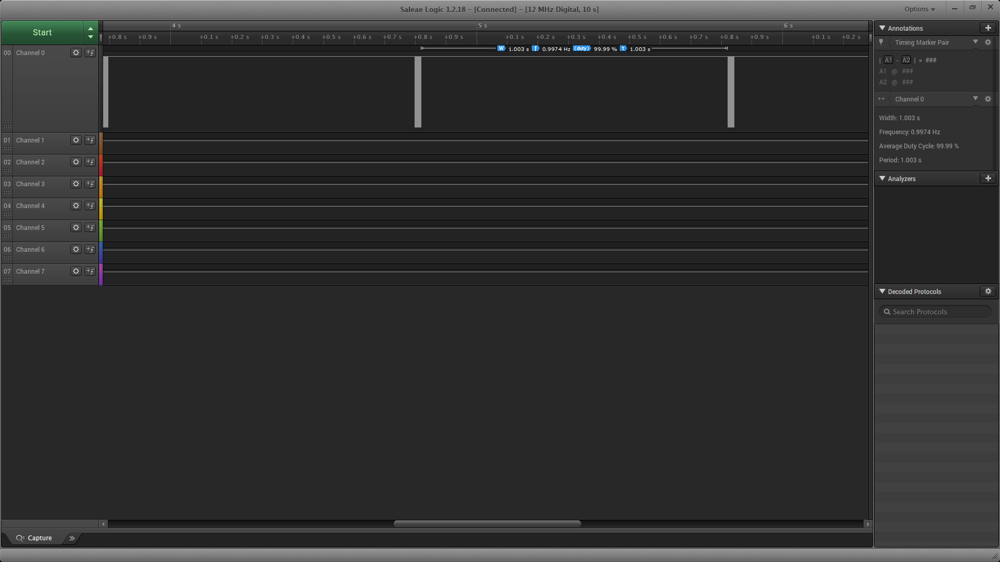 Saleae Logic 1.2.18 - [Connected] - [12 MHz Digital, 10 s]
Options
Start
4 s 5 s 6 s
+0.8 s +0.9 s +0.1 s +0.2 s +0.3 s +0.4 s +0.5 s +0.6 s +0.7 s +0.8 s +0.9 s +0.1 s +0.2 s +0.3 s +0.4 s +0.5 s +0.6 s +0.7 s +0.8 s +0.9 s +0.1 s +0.2 s
W 1.003 s f 0.9974 Hz (duty) 99.99 % τ 1.003 s
00 Channel 0
01 Channel 1
02 Channel 2
03 Channel 3
04 Channel 4
05 Channel 5
06 Channel 6
07 Channel 7
Annotations
Timing Marker Pair
| A1 - A2 | = ###
A1 @ ###
A2 @ ###
Channel 0
Width: 1.003 s
Frequency: 0.9974 Hz
Average Duty Cycle: 99.99 %
Period: 1.003 s
Analyzers
Decoded Protocols
Search Protocols
Capture